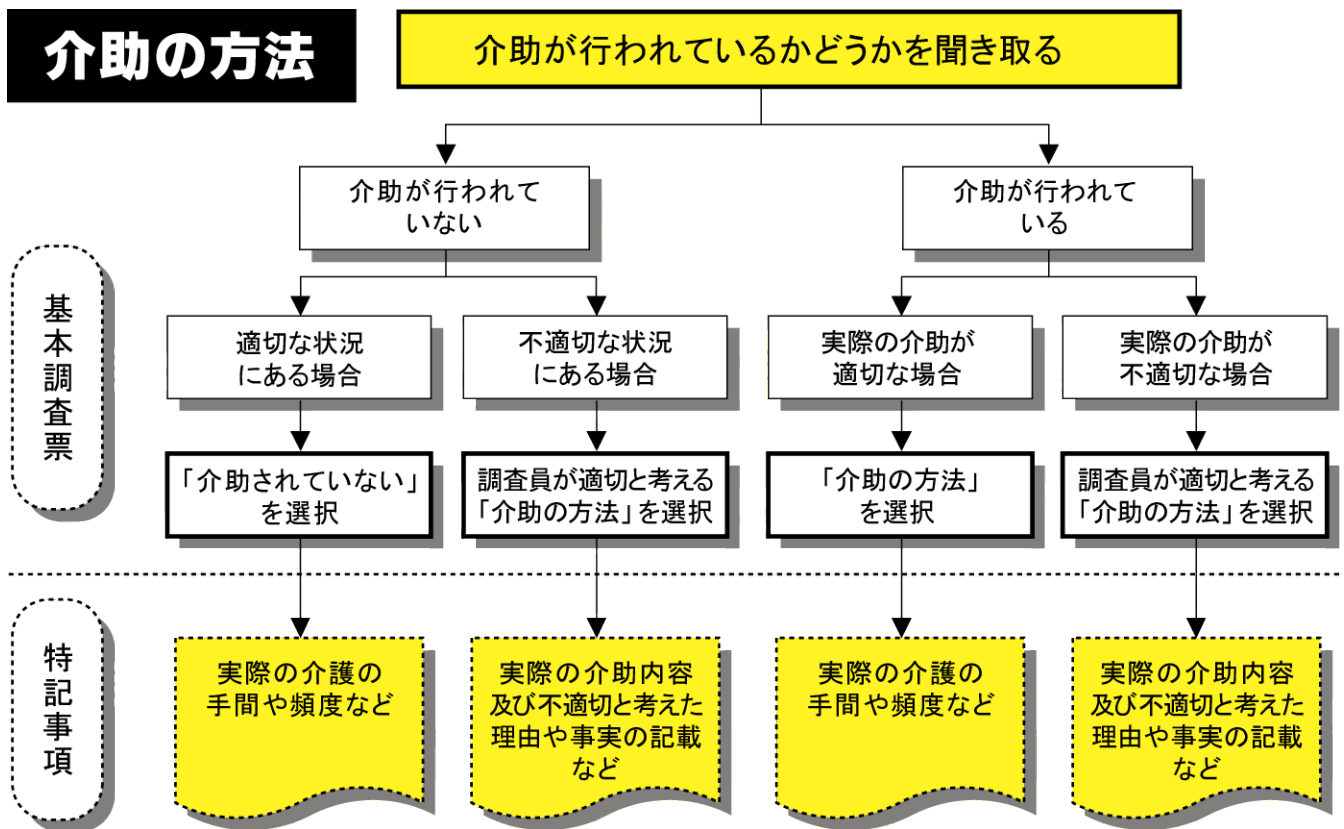 介助の方法
介助が行われているかどうかを聞き取る
介助が行われて
いない
介助が行われて
いる
基本調査票
適切な状況
にある場合
不適切な状況
にある場合
実際の介助が
適切な場合
実際の介助が
不適切な場合
「介助されていない」
を選択
調査員が適切と考える
「介助の方法」を選択
「介助の方法」
を選択
調査員が適切と考える
「介助の方法」を選択
特記事項
実際の介護の
手間や頻度など
実際の介助内容
及び不適切と考えた
理由や事実の記載
など
実際の介護の
手間や頻度など
実際の介助内容
及び不適切と考えた
理由や事実の記載
など